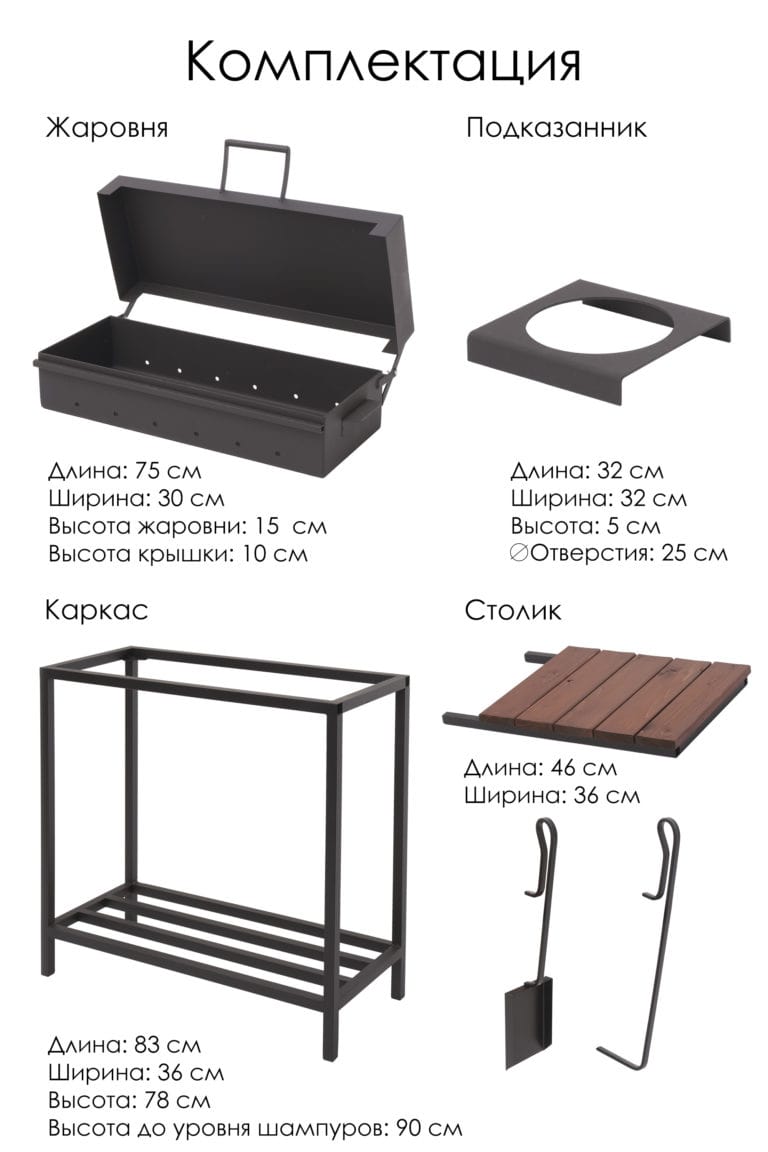 Комплектация
Жаровня
Длина: 75 см
Ширина: 30 см
Высота жаровни: 15 см
Высота крышки: 10 см
Подказанник
Длина: 32 см
Ширина: 32 см
Высота: 5 см
∅Отверстия: 25 см
Каркас
Длина: 83 см
Ширина: 36 см
Высота: 78 см
Высота до уровня шампуров: 90 см
Столик
Длина: 46 см
Ширина: 36 см